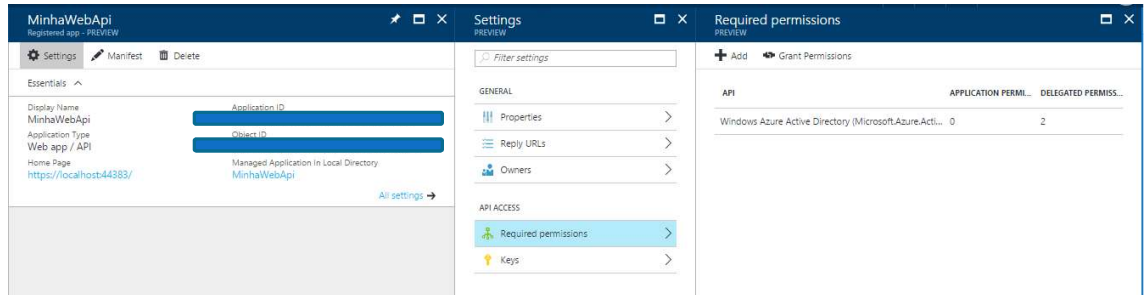 MinhaWebApi
Registered app - PREVIEW
Settings
Manifest
Delete
Essentials
Display Name
MinhaWebApi
Application ID
Application Type
Web app / API
Object ID
Home Page
https://localhost:44383/
Managed Application In Local Directory
MinhaWebApi
All settings
Settings
PREVIEW
Filter settings
GENERAL
Properties
Reply URLs
Owners
API ACCESS
Required permissions
Keys
Required permissions
PREVIEW
Add
Grant Permissions
API
APPLICATION PERMI...
DELEGATED PERMISS...
Windows Azure Active Directory (Microsoft.Azure.Acti...
0
2